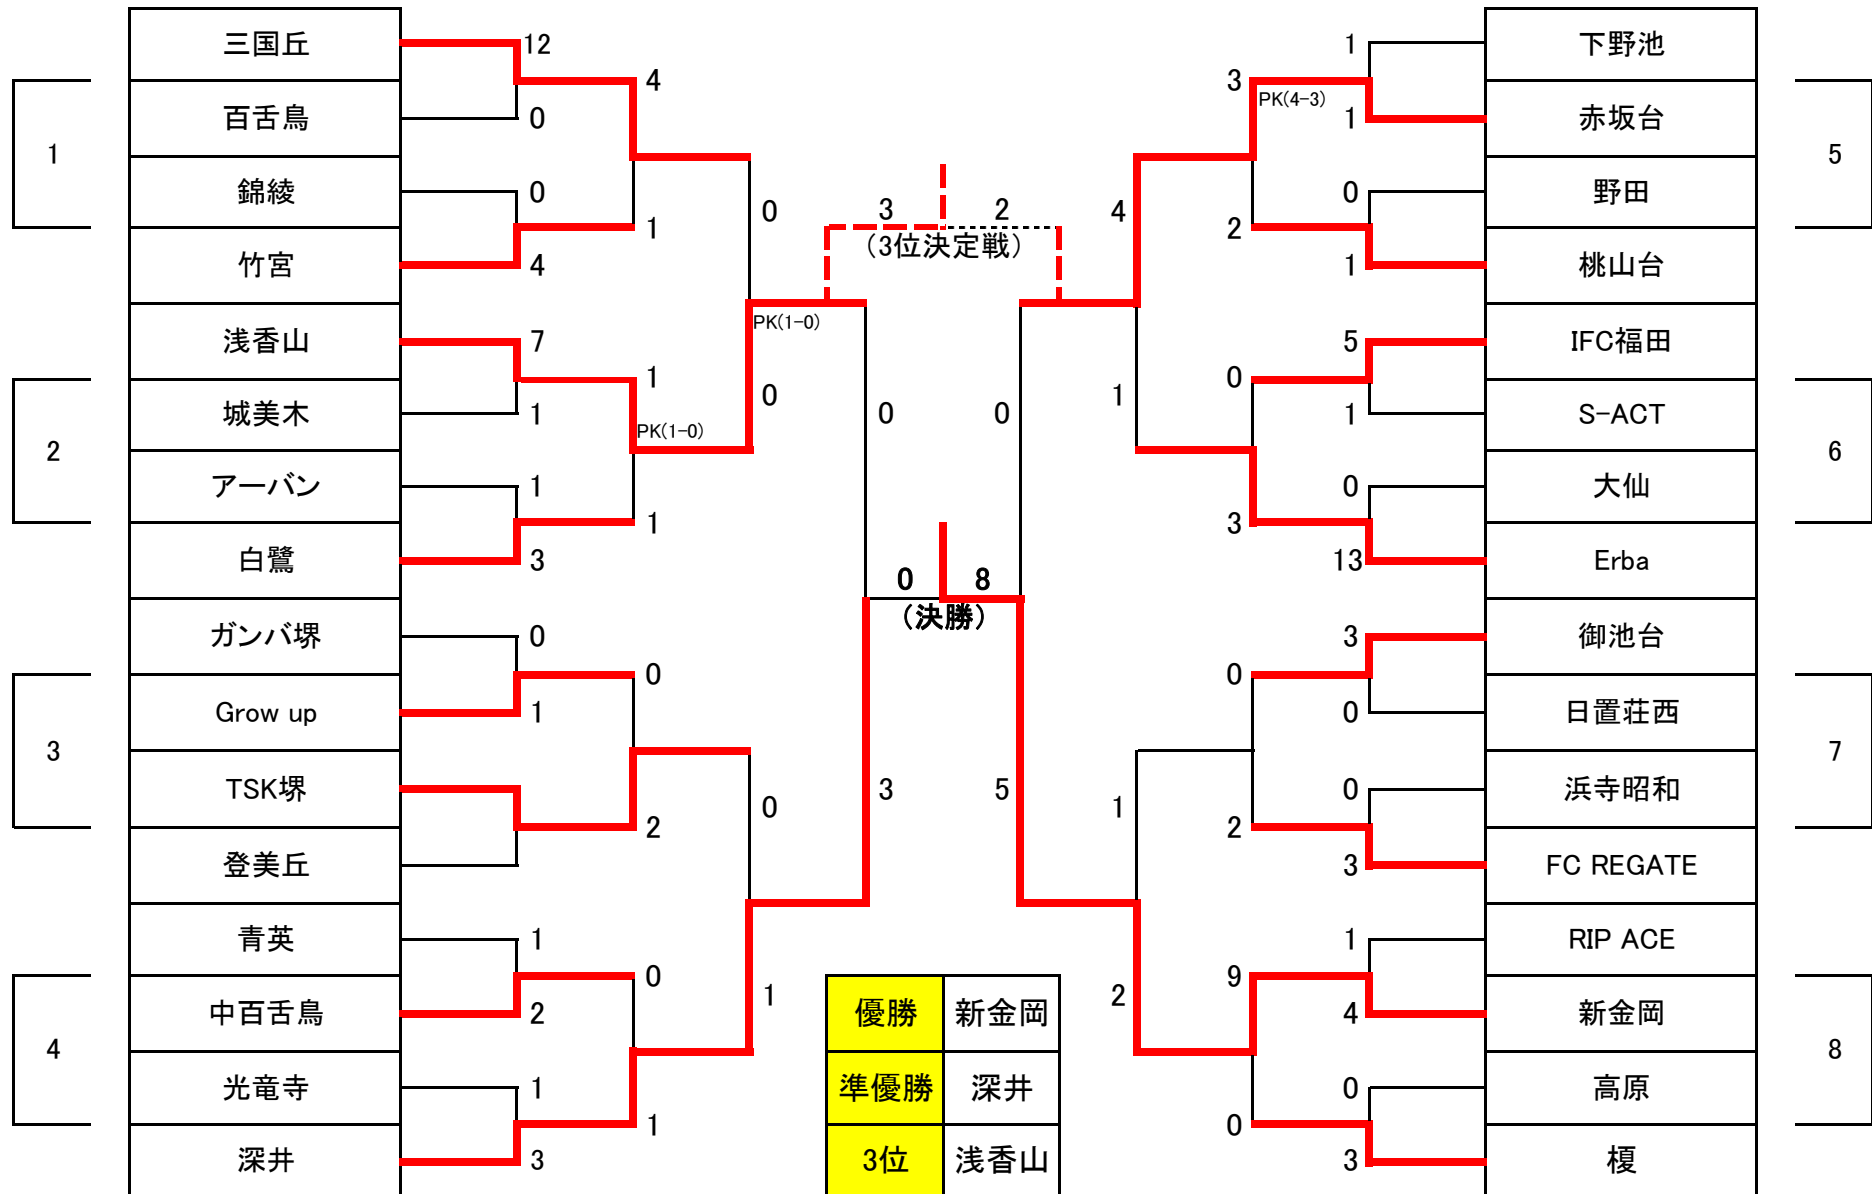 三国丘
12
百舌鳥
0
4
1
錦綾
0
竹宮
4
1
0
浅香山
7
城美木
1
1
PK(1-0)
2
アーバン
1
白鷺
3
1
0
PK(1-0)
0
ガンバ堺
0
Grow up
1
0
3
TSK堺
登美丘
2
0
青英
1
中百舌鳥
2
0
4
光竜寺
1
深井
3
1
1
3
3
2
(3位決定戦)
0
8
(決勝)
優勝
新金岡
準優勝
深井
3位
浅香山
下野池
1
赤坂台
1
3
PK(4-3)
5
野田
0
桃山台
1
2
4
IFC福田
5
S-ACT
1
0
6
大仙
0
Erba
13
3
1
0
御池台
3
日置荘西
0
0
7
浜寺昭和
0
FC REGATE
3
2
1
RIP ACE
1
新金岡
4
9
8
高原
0
榎
3
0
2
5